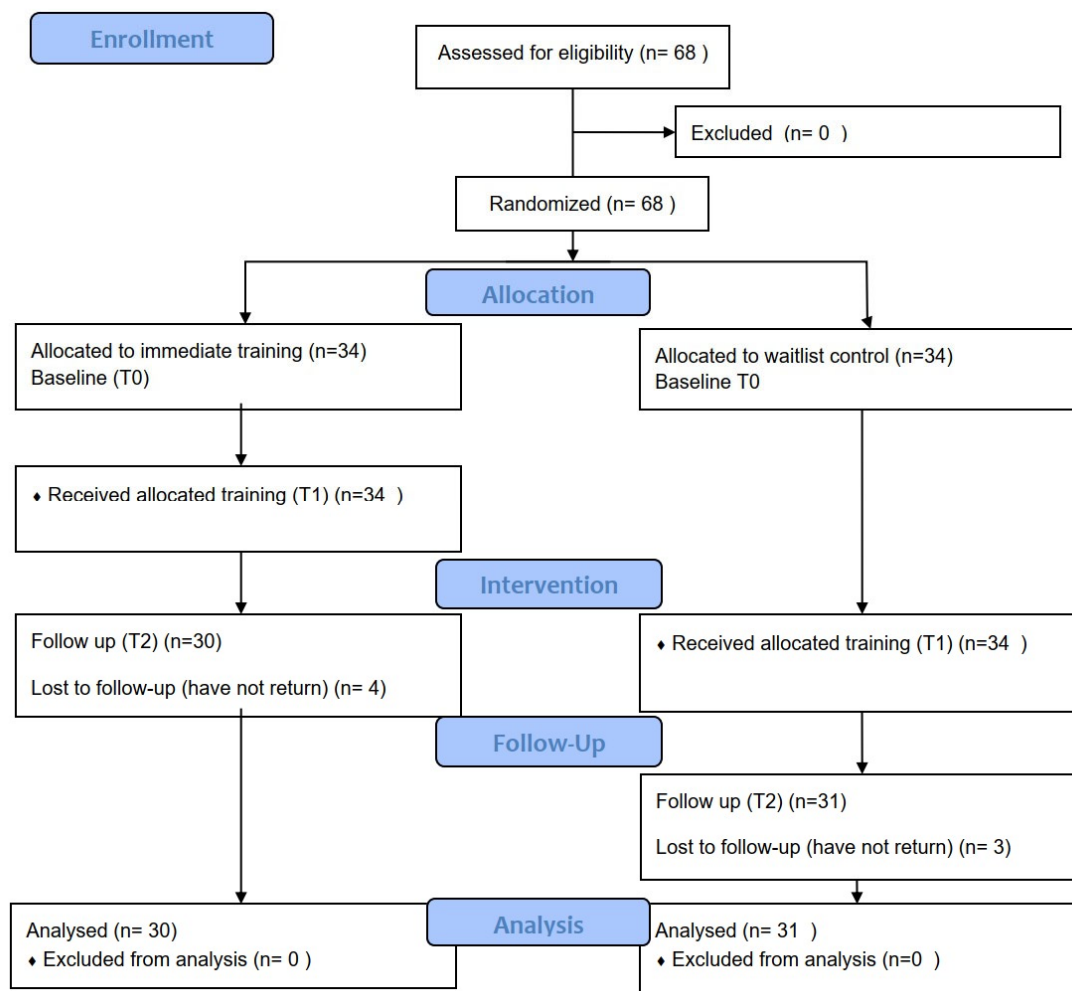 Enrollment
Assessed for eligibility (n= 68 )
Excluded (n= 0 )
Randomized (n= 68 )
Allocation
Allocated to immediate training (n=34)
Baseline (T0)
Allocated to waitlist control (n=34)
Baseline T0
♦ Received allocated training (T1) (n=34 )
Intervention
Follow up (T2) (n=30)
Lost to follow-up (have not return) (n= 4)
♦ Received allocated training (T1) (n=34 )
Follow-Up
Follow up (T2) (n=31)
Lost to follow-up (have not return) (n= 3)
Analysis
Analysed (n= 30)
♦ Excluded from analysis (n= 0 )
Analysed (n= 31 )
♦ Excluded from analysis (n=0 )